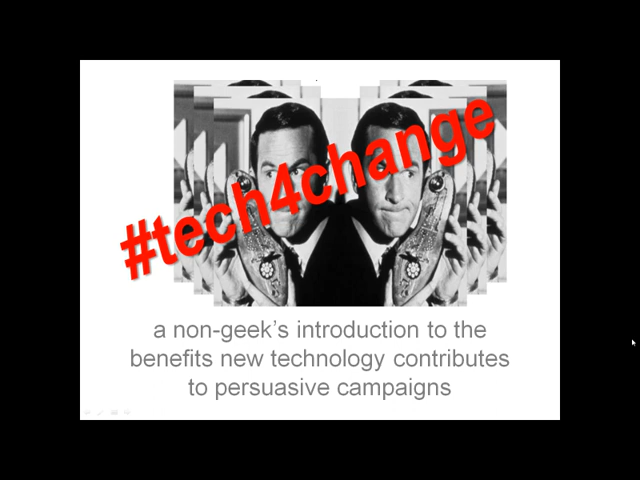 #tech4change
a non-geek's introduction to the
benefits new technology contributes
to persuasive campaigns